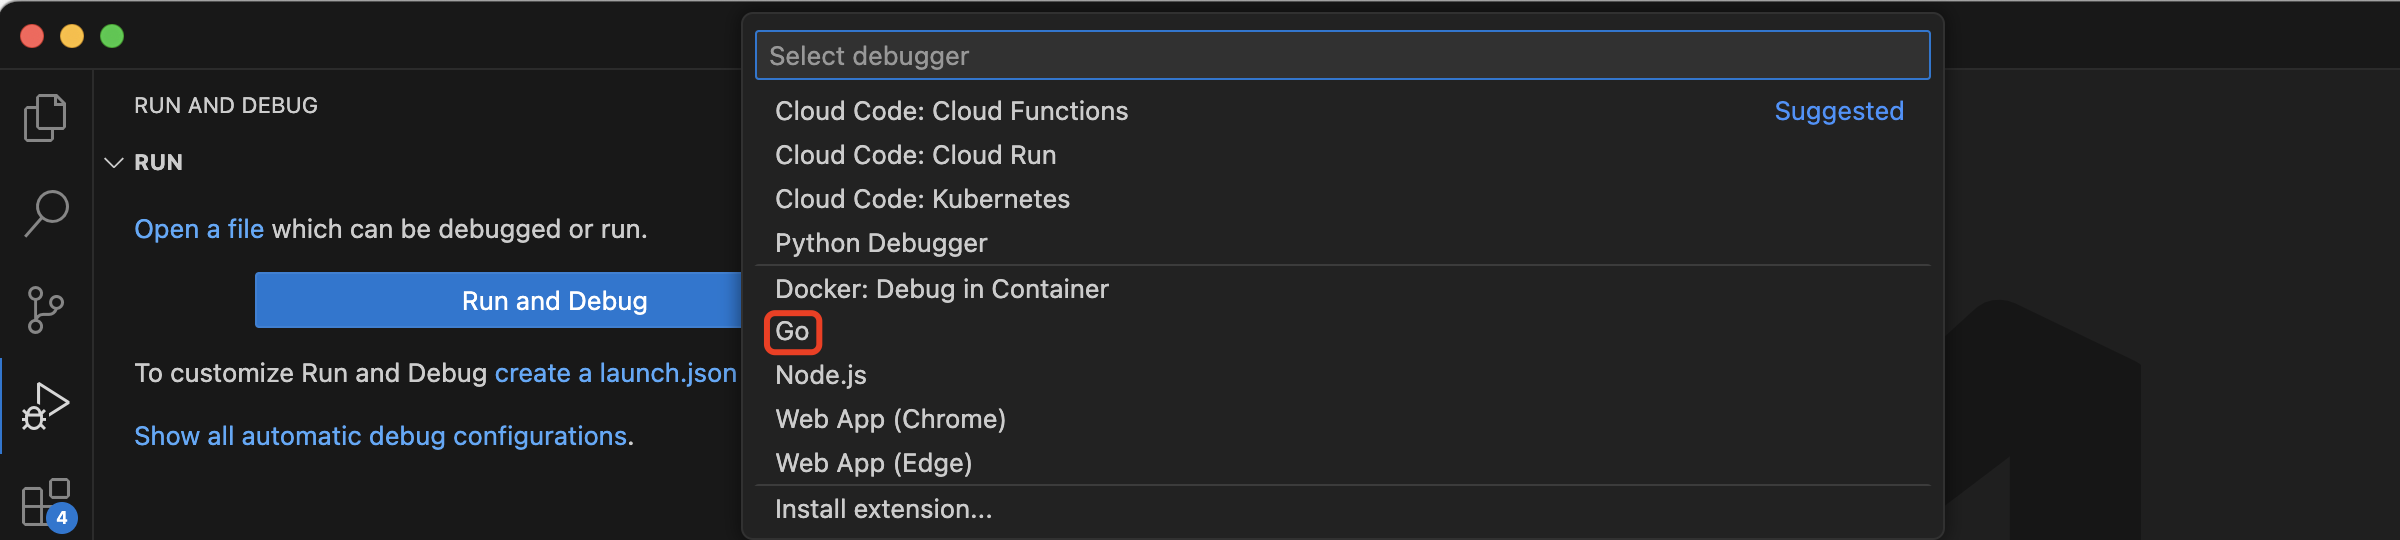 RUN AND DEBUG
RUN
Open a file which can be debugged or run.
Run and Debug
To customize Run and Debug create a launch.json
Show all automatic debug configurations.
4
Select debugger
Cloud Code: Cloud Functions Suggested
Cloud Code: Cloud Run
Cloud Code: Kubernetes
Python Debugger
Docker: Debug in Container
Go
Node.js
Web App (Chrome)
Web App (Edge)
Install extension...